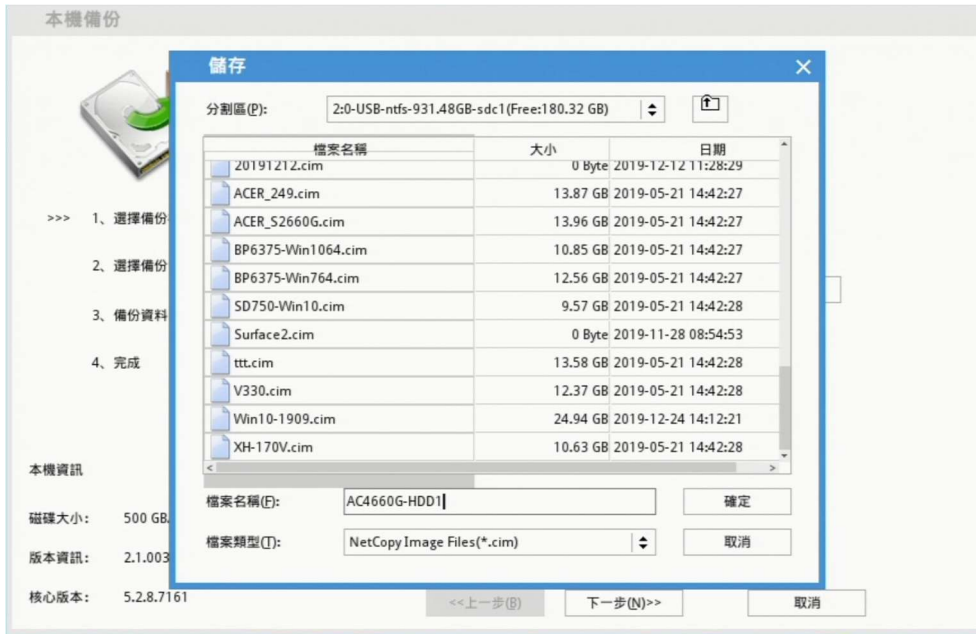 本機備份
儲存
分割區(P): 2:0-USB-ntfs-931.48GB-sdc1(Free:180.32 GB)
檔案名稱 大小 日期
20191212.cim 0 Byte 2019-12-12 11:28:29
ACER_249.cim 13.87 GB 2019-05-21 14:42:27
ACER_S2660G.cim 13.96 GB 2019-05-21 14:42:27
BP6375-Win1064.cim 10.85 GB 2019-05-21 14:42:27
BP6375-Win764.cim 12.56 GB 2019-05-21 14:42:27
SD750-Win10.cim 9.57 GB 2019-05-21 14:42:28
Surface2.cim 0 Byte 2019-11-28 08:54:53
ttt.cim 13.58 GB 2019-05-21 14:42:28
V330.cim 12.37 GB 2019-05-21 14:42:28
Win10-1909.cim 24.94 GB 2019-12-24 14:12:21
XH-170V.cim 10.63 GB 2019-05-21 14:42:28
檔案名稱(F): AC4660G-HDD1 確定
檔案類型(T): NetCopy Image Files(*.cim) 取消
>>> 1、選擇備份
2、選擇備份
3、備份資料
4、完成
本機資訊
磁碟大小: 500 GB
版本資訊: 2.1.003
核心版本: 5.2.8.7161
<<上一步(B) 下一步(N)>> 取消